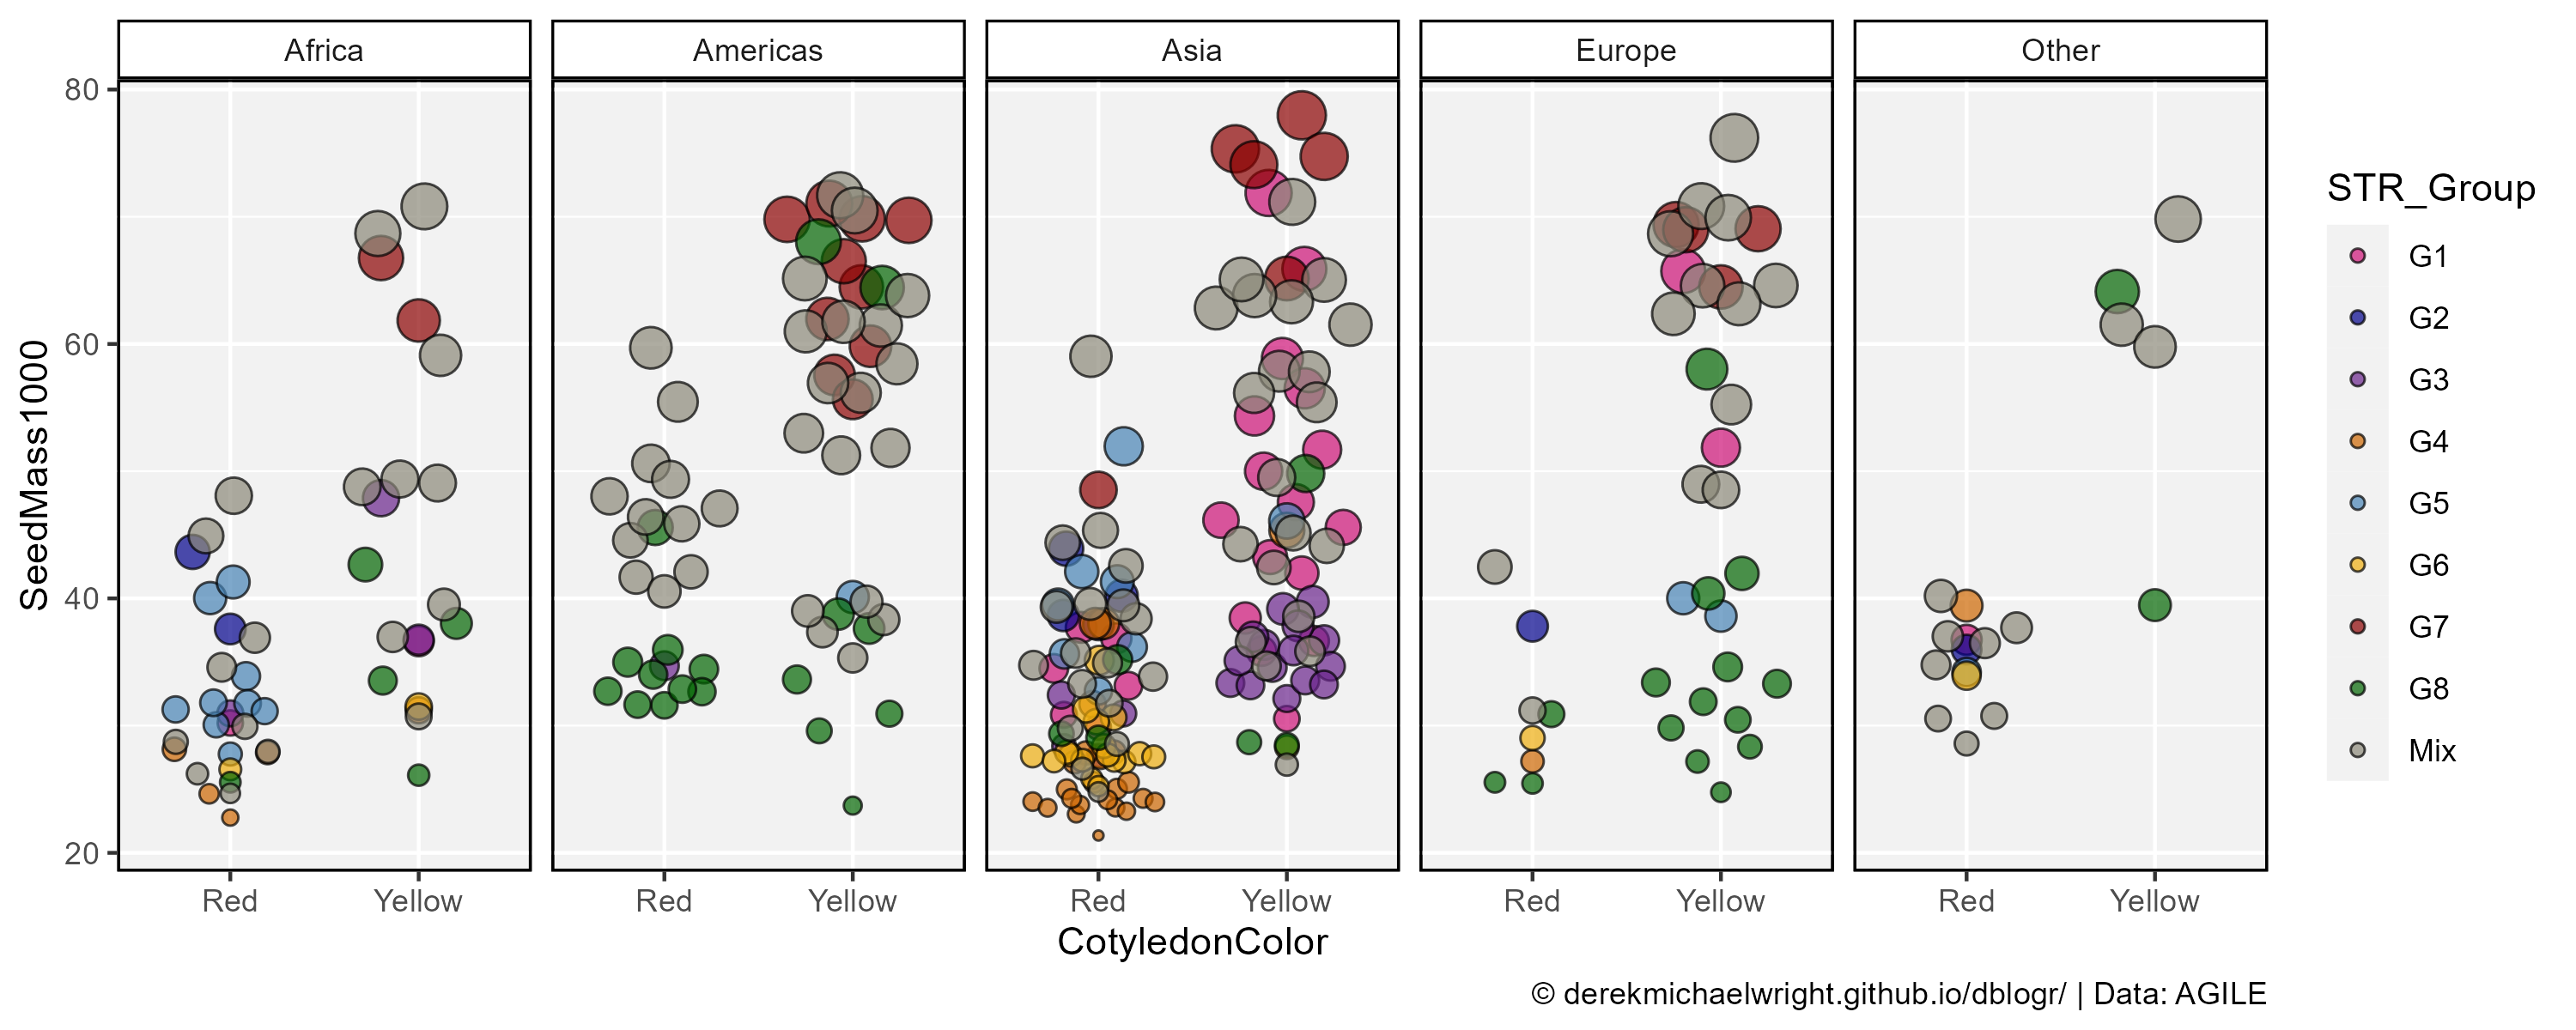 Africa Americas Asia Europe Other
80
60
40
20
SeedMass1000
Red Yellow Red Yellow Red Yellow Red Yellow Red Yellow
CotyledonColor
STR_Group
G1
G2
G3
G4
G5
G6
G7
G8
Mix
© derekmichaelwright.github.io/dblogr/ | Data: AGILE